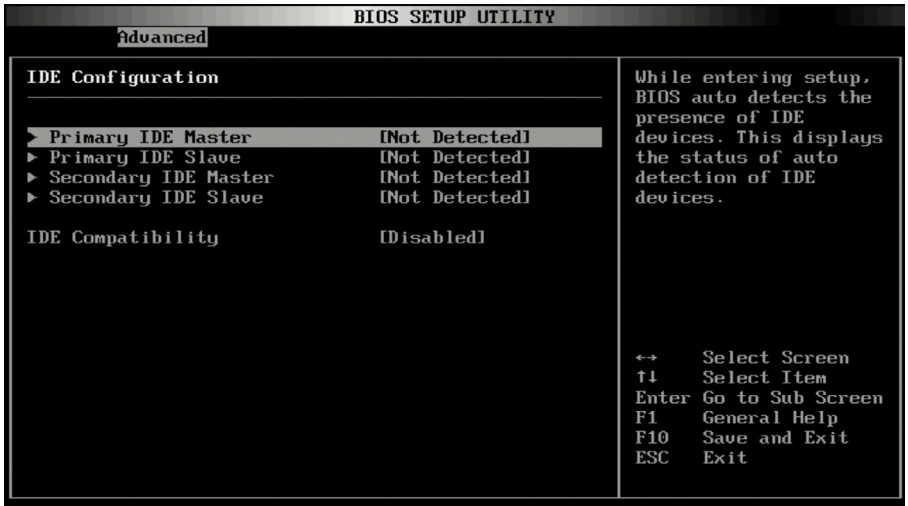 BIOS SETUP UTILITY
Advanced
IDE Configuration
▶ Primary IDE Master [Not Detected]
▶ Primary IDE Slave [Not Detected]
▶ Secondary IDE Master [Not Detected]
▶ Secondary IDE Slave [Not Detected]
IDE Compatibility [Disabled]
While entering setup,
BIOS auto detects the
presence of IDE
devices. This displays
the status of auto
detection of IDE
devices.
↔ Select Screen
↑↓ Select Item
Enter Go to Sub Screen
F1 General Help
F10 Save and Exit
ESC Exit